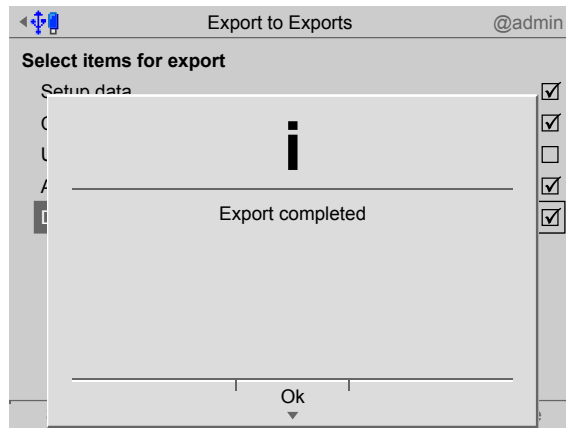 Export to Exports @admin
Select items for export
Setup data
i
Export completed
Ok